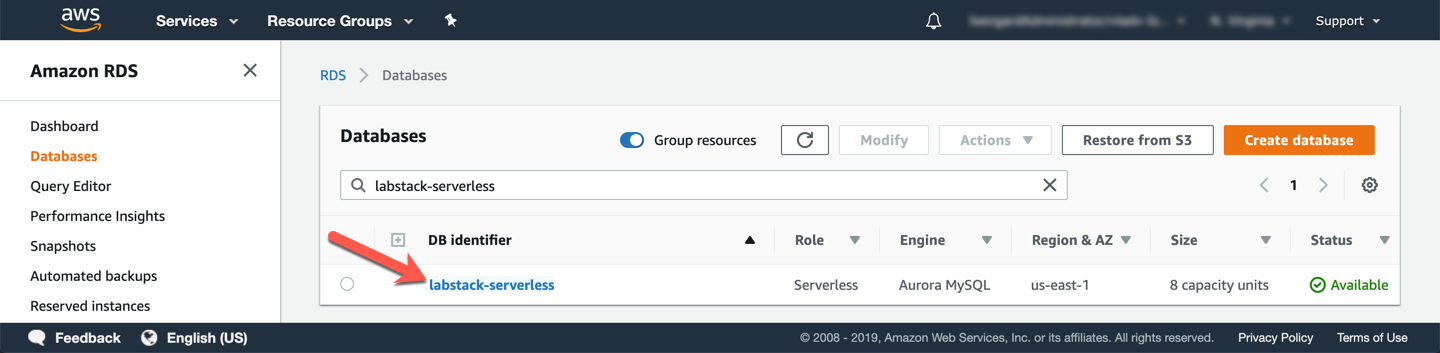 aws Services Resource Groups Support
Amazon RDS
RDS Databases
Dashboard
Databases
Query Editor
Performance Insights
Snapshots
Automated backups
Reserved instances
Databases Group resources Modify Actions Restore from S3 Create database
labstack-serverless 1
DB identifier Role Engine Region & AZ Size Status
labstack-serverless Serverless Aurora MySQL us-east-1 8 capacity units Available
Feedback English (US) © 2008 - 2019, Amazon Web Services, Inc. or its affiliates. All rights reserved. Privacy Policy Terms of Use